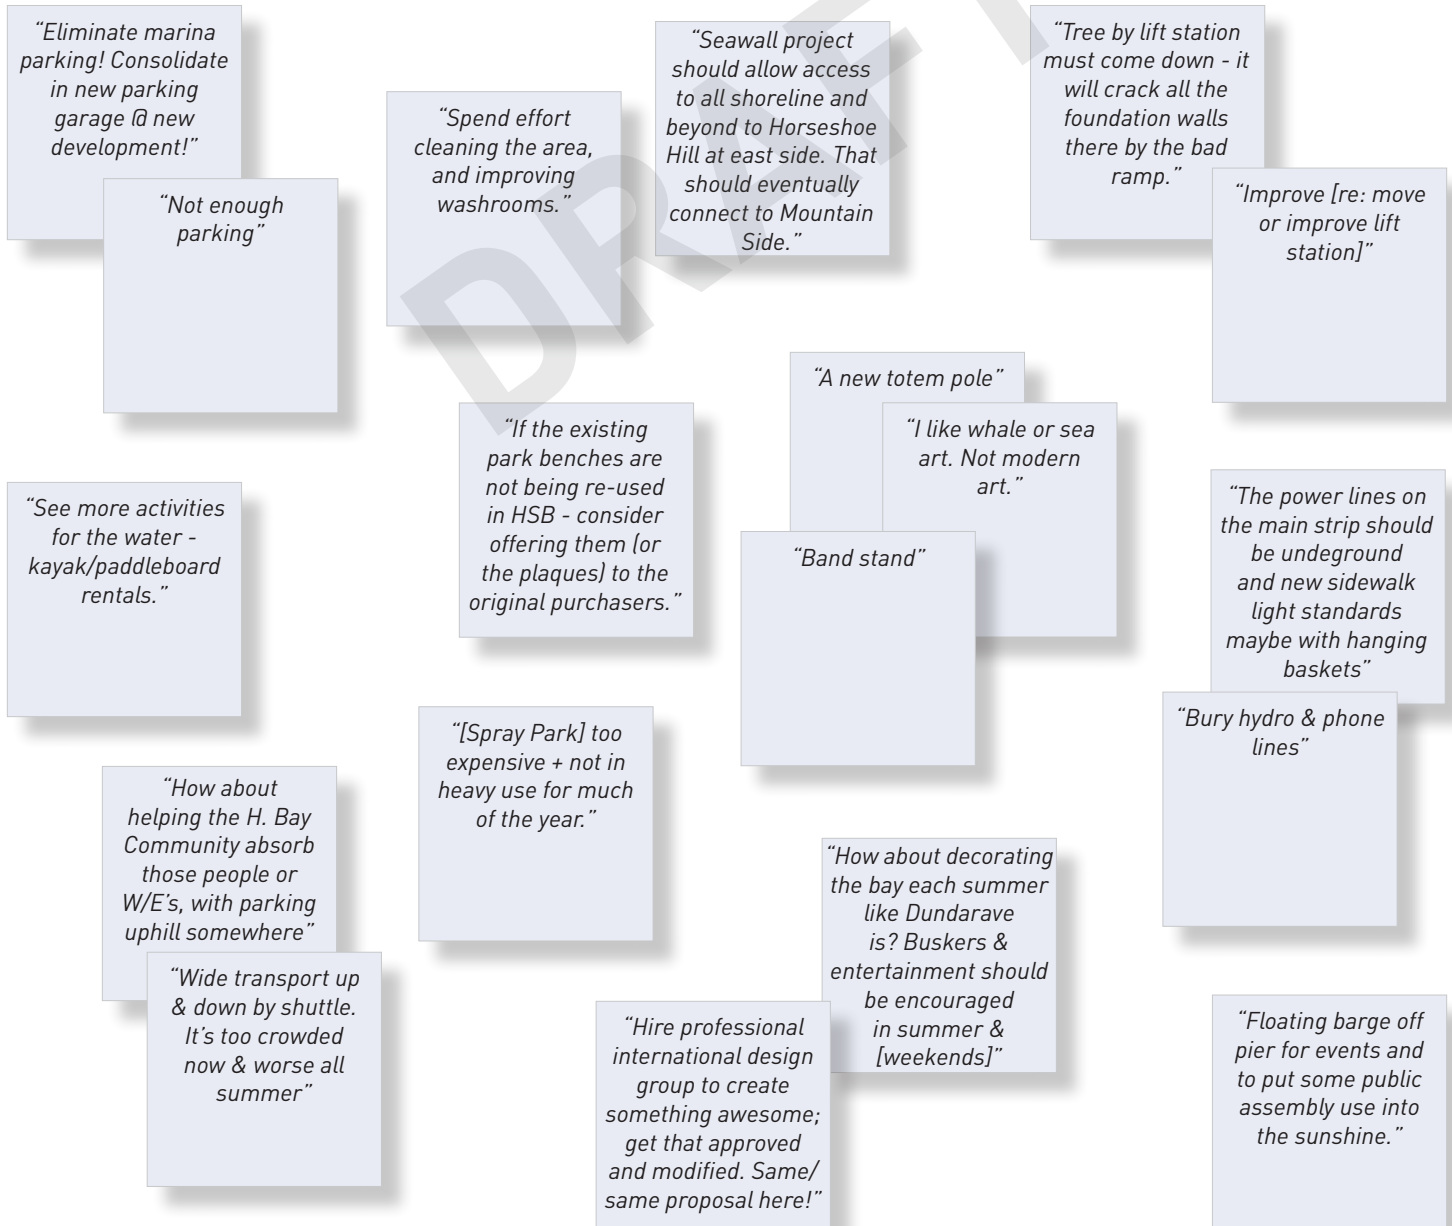 “Eliminate marina
parking! Consolidate
in new parking
garage @ new
development!”
“Not enough
parking”
“Spend effort
cleaning the area,
and improving
washrooms.”
“Seawall project
should allow access
to all shoreline and
beyond to Horseshoe
Hill at east side. That
should eventually
connect to Mountain
Side.”
“Tree by lift station
must come down - it
will crack all the
foundation walls
there by the bad
ramp.”
“Improve [re: move
or improve lift
station]”
DRAFT
“A new totem pole”
“I like whale or sea
art. Not modern
art.”
“Band stand”
“If the existing
park benches are
not being re-used
in HSB - consider
offering them (or
the plaques) to the
original purchasers.”
“See more activities
for the water -
kayak/paddleboard
rentals.”
“The power lines on
the main strip should
be undeground
and new sidewalk
light standards
maybe with hanging
baskets”
“Bury hydro & phone
lines”
“[Spray Park] too
expensive + not in
heavy use for much
of the year.”
“How about
helping the H. Bay
Community absorb
those people or
W/E’s, with parking
uphill somewhere”
“Wide transport up
& down by shuttle.
It’s too crowded
now & worse all
summer”
“How about decorating
the bay each summer
like Dundarave
is? Buskers &
entertainment should
be encouraged
in summer &
[weekends]”
“Hire professional
international design
group to create
something awesome;
get that approved
and modified. Same/
same proposal here!”
“Floating barge off
pier for events and
to put some public
assembly use into
the sunshine.”